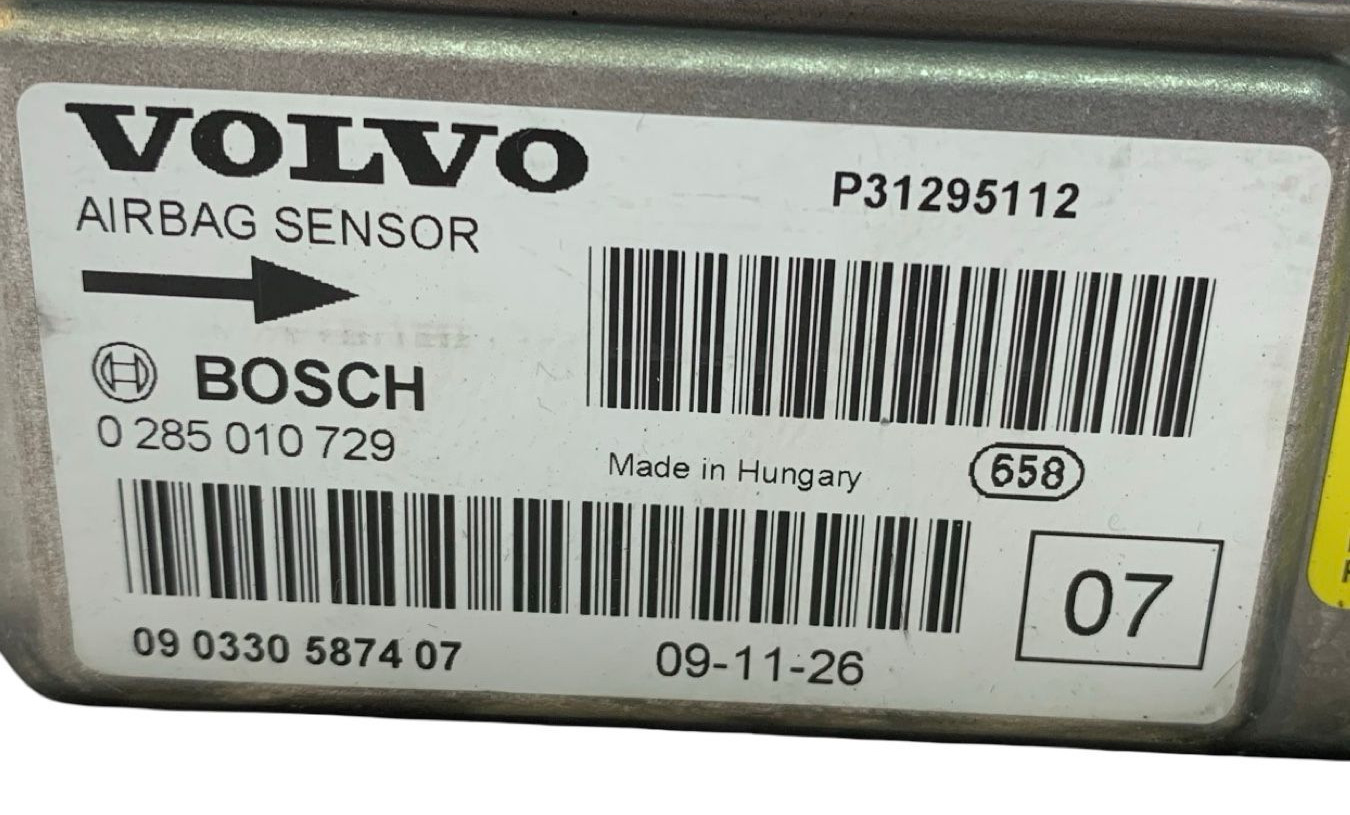 VOLVO
AIRBAG SENSOR
P31295112
BOSCH
0 285 010 729
Made in Hungary
658
07
09 0330 5874 07
09-11-26